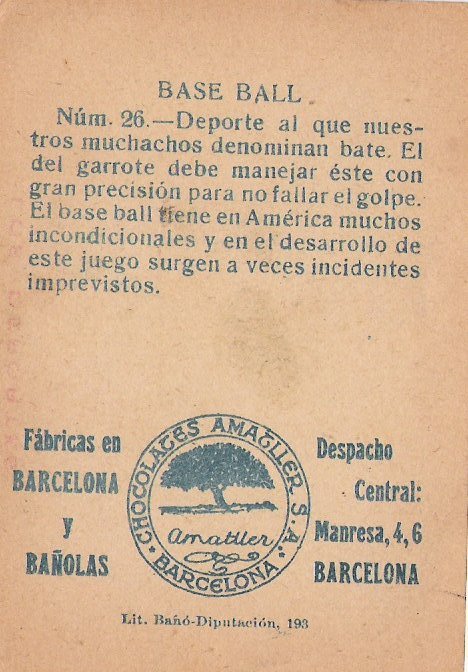 BASE BALL
Núm. 26.—Deporte al que nues-
tros muchachos denominan bate. El
del garrote debe manejar éste con
gran precisión para no fallar el golpe.
El base ball tiene en América muchos
incondicionales y en el desarrollo de
este juego surgen a veces incidentes
imprevistos.
Fábricas en
BARCELONA
y
BAÑOLAS
CHOCOLATES AMATLLER S.A.
Amatller
BARCELONA
Despacho
Central:
Manresa, 4, 6
BARCELONA
Lit. Bañó-Diputación, 193